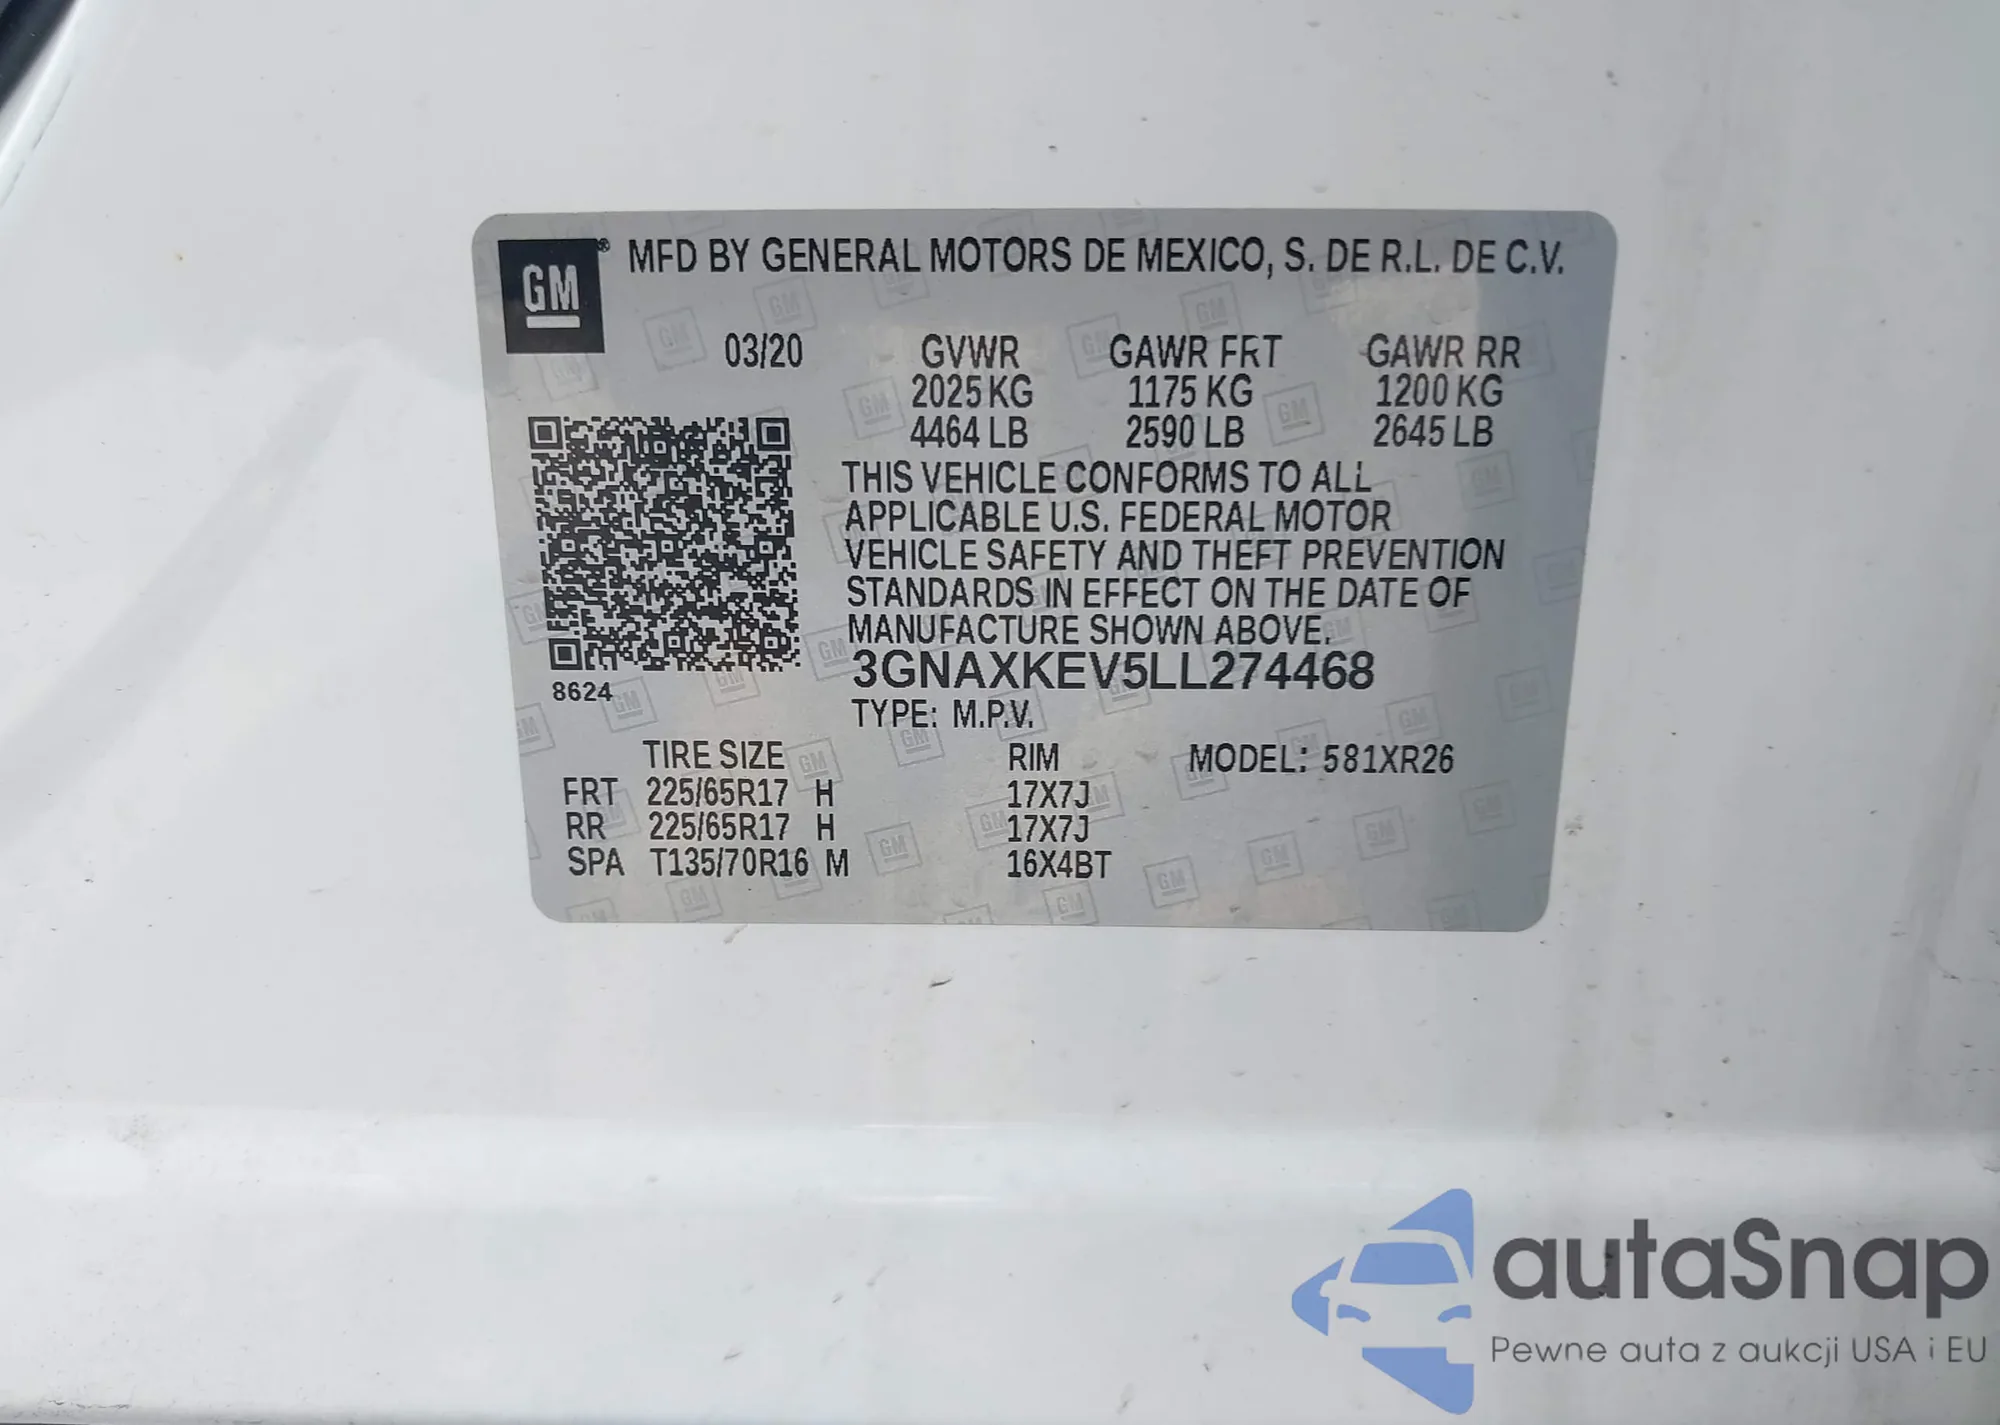 GM® MFD BY GENERAL MOTORS DE MEXICO, S. DE R.L. DE C.V.
03/20 GVWR GAWR FRT GAWR RR
2025 KG 1175 KG 1200 KG
4464 LB 2590 LB 2645 LB
THIS VEHICLE CONFORMS TO ALL
APPLICABLE U.S. FEDERAL MOTOR
VEHICLE SAFETY AND THEFT PREVENTION
STANDARDS IN EFFECT ON THE DATE OF
MANUFACTURE SHOWN ABOVE.
3GNAXKEV5LL274468
8624
TYPE: M.P.V.
TIRE SIZE RIM MODEL: 581XR26
FRT 225/65R17 H 17X7J
RR 225/65R17 H 17X7J
SPA T135/70R16 M 16X4BT
autaSnap
Pewne auta z aukcji USA i EU